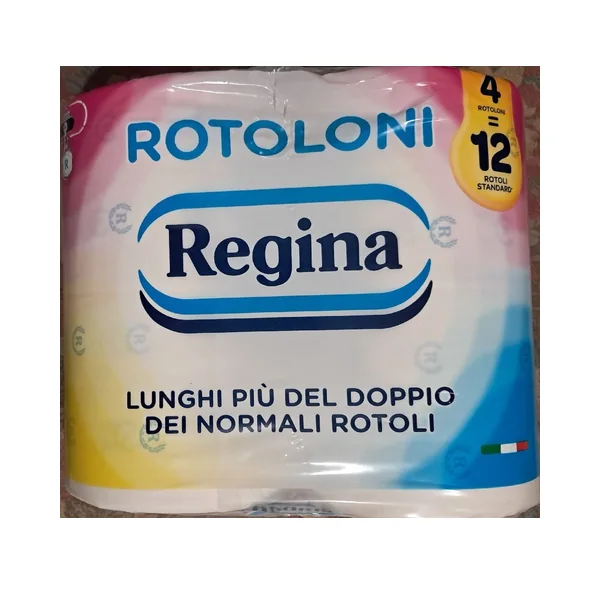 ROTOLONI
4
ROTOLONI
=
12
ROTOLI
STANDARD*
Regina
LUNGHI PIÙ DEL DOPPIO
DEI NORMALI ROTOLI
R